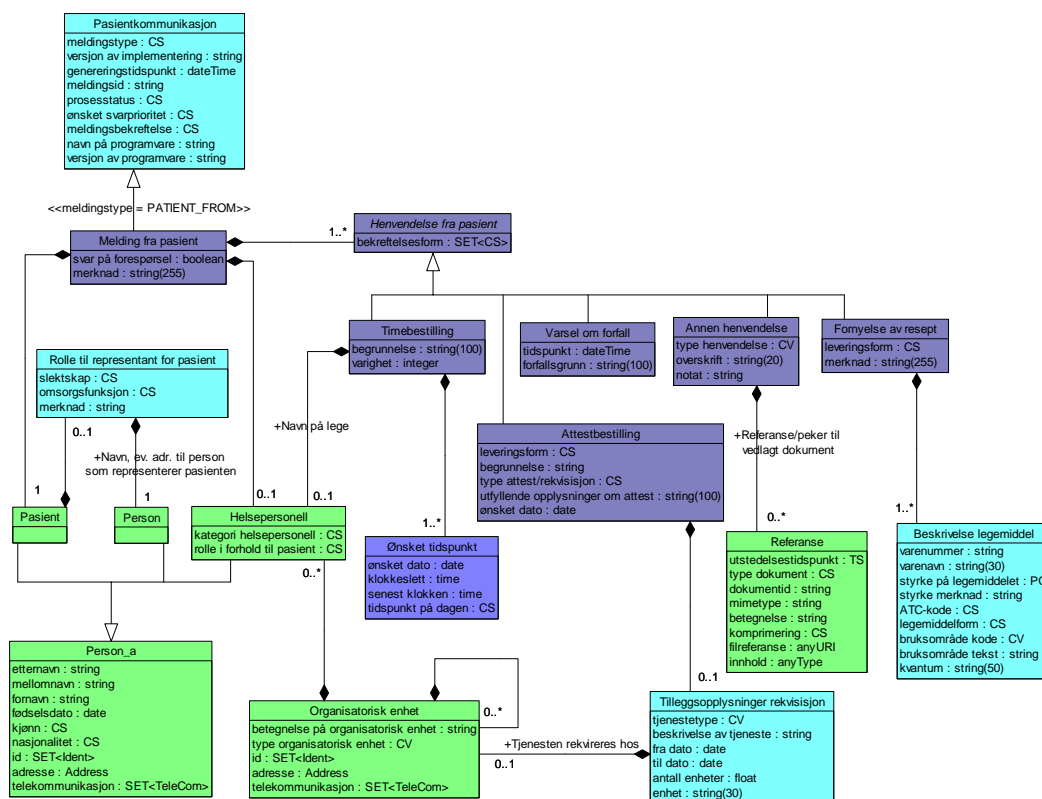 Pasientkommunikasjon
meldingstype : CS
versjon av implementering : string
genereringstidspunkt : dateTime
meldingsid : string
prosesstatus : CS
ønsket svarprioritet : CS
meldingsbekreftelse : CS
navn på programvare : string
versjon av programvare : string
<<meldingstype = PATIENT_FROM>>
Melding fra pasient
svar på forespørsel : boolean
merknad : string(255)
1..*
Henvendelse fra pasient
bekreftelsesform : SET<CS>
Timebestilling
begrunnelse : string(100)
varighet : integer
Varsel om forfall
tidspunkt : dateTime
forfallsgrunn : string(100)
Annen henvendelse
type henvendelse : CV
overskrift : string(20)
notat : string
Fornyelse av resept
leveringsform : CS
merknad : string(255)
Rolle til representant for pasient
slektskap : CS
omsorgsfunksjon : CS
merknad : string
0..1
+Navn, ev. adr. til person
som representerer pasienten
+Navn på lege
Attestbestilling
leveringsform : CS
begrunnelse : string
type attest/rekvisisjon : CS
utfyllende opplysninger om attest : string(100)
ønsket dato : date
+Referanse/peker til
vedlagt dokument
1
1
0..1
0..1
1..*
0..*
1..*
Pasient
Person
Helsepersonell
kategori helsepersonell : CS
rolle i forhold til pasient : CS
0..*
Ønsket tidspunkt
ønsket dato : date
klokkeslett : time
senest klokken : time
tidspunkt på dagen : CS
Referanse
utstedelsestidspunkt : TS
type dokument : CS
dokumentid : string
mimetype : string
betegnelse : string
komprimering : CS
filreferanse : anyURI
innhold : anyType
Beskrivelse legemiddel
varenummer : string
varenavn : string(30)
styrke på legemiddelet : PQ
styrke merknad : string
ATC-kode : CS
legemiddelform : CS
bruksområde kode : CV
bruksområde tekst : string
kvantum : string(50)
Person_a
etternavn : string
mellomnavn : string
fornavn : string
fødselsdato : date
kjønn : CS
nasjonalitet : CS
id : SET<Ident>
adresse : Address
telekommunikasjon : SET<TeleCom>
Organisatorisk enhet
betegnelse på organisatorisk enhet : string
type organisatorisk enhet : CV
id : SET<Ident>
adresse : Address
telekommunikasjon : SET<TeleCom>
0..*
+Tjenesten rekvireres hos
0..1
0..1
Tilleggsopplysninger rekvisisjon
tjenestetype : CV
beskrivelse av tjeneste : string
fra dato : date
til dato : date
antall enheter : float
enhet : string(30)